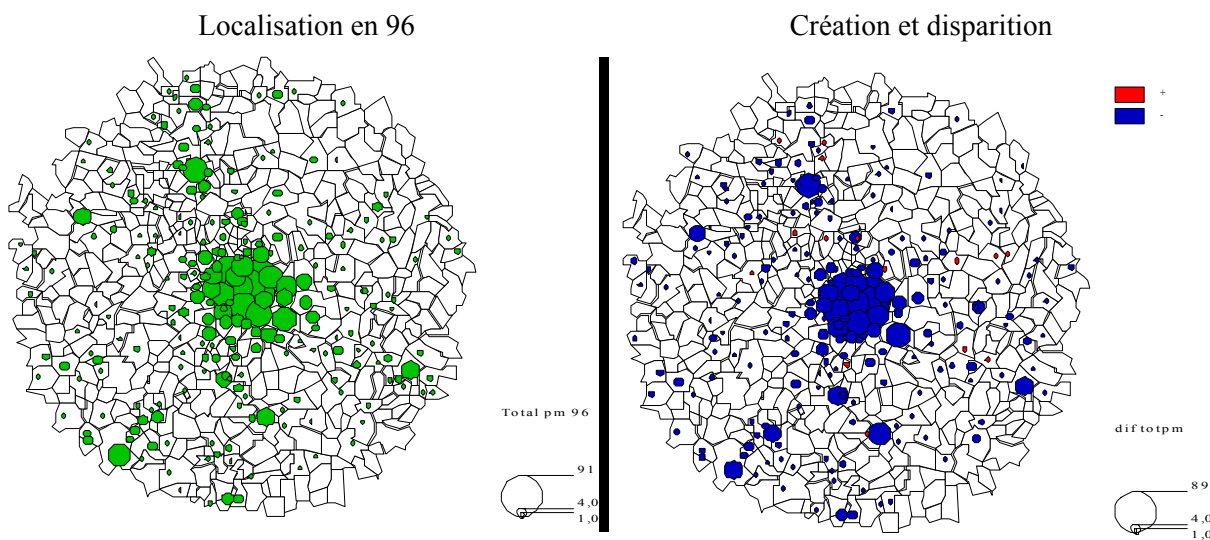 Localisation en 96
Création et disparition
+
-
Total pm 96
91
4,0
1,0
dif totpm
89
4,0
1,0